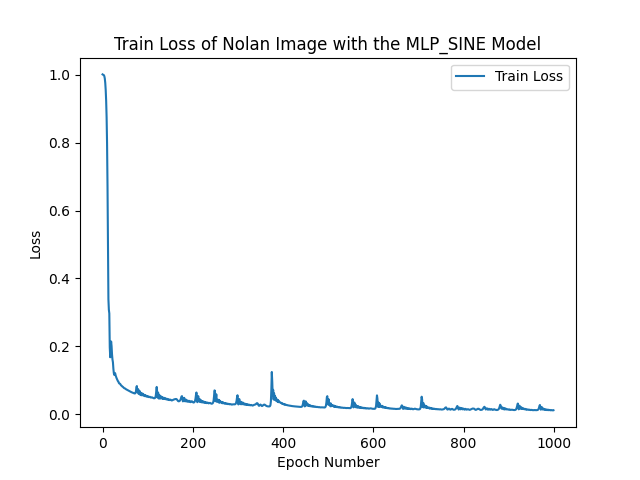 Train Loss of Nolan Image with the MLP_SINE Model
Train Loss
1.0
0.8
0.6
0.4
0.2
0.0
Loss
0 200 400 600 800 1000
Epoch Number